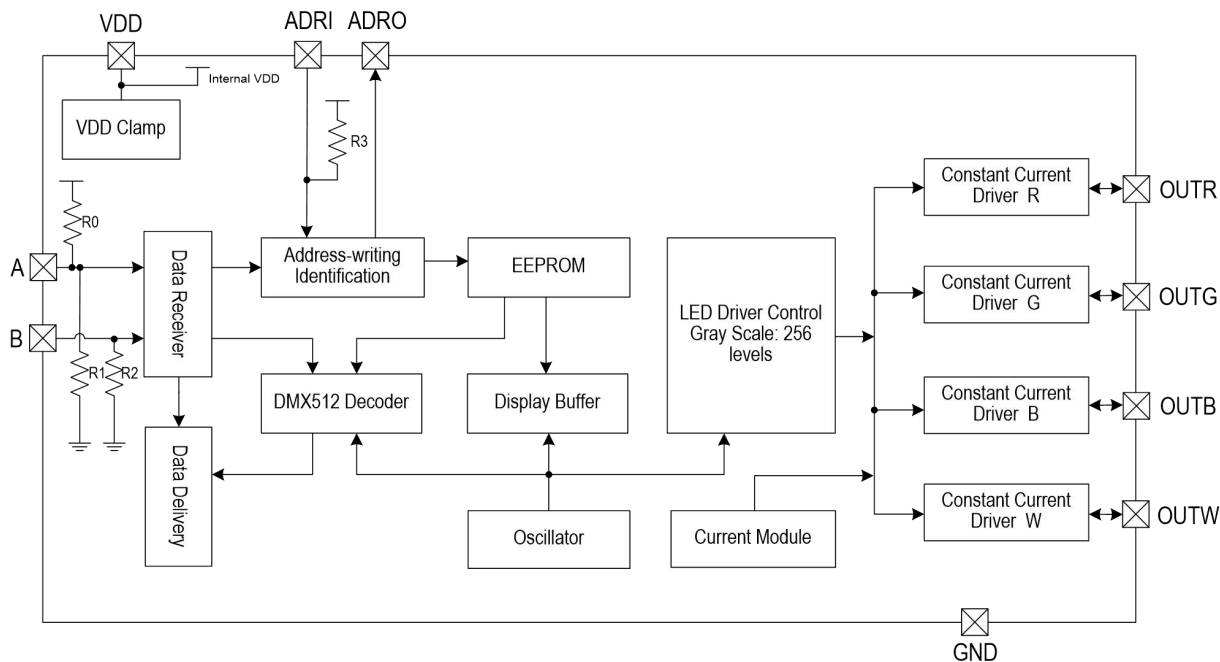 VDD
ADRI
ADRO
Internal VDD
VDD Clamp
R3
R0
A
B
R1
R2
Data Receiver
Address-writing
Identification
EEPROM
DMX512 Decoder
Display Buffer
Data Delivery
Oscillator
LED Driver Control
Gray Scale: 256
levels
Current Module
Constant Current
Driver R
OUTR
Constant Current
Driver G
OUTG
Constant Current
Driver B
OUTB
Constant Current
Driver W
OUTW
GND